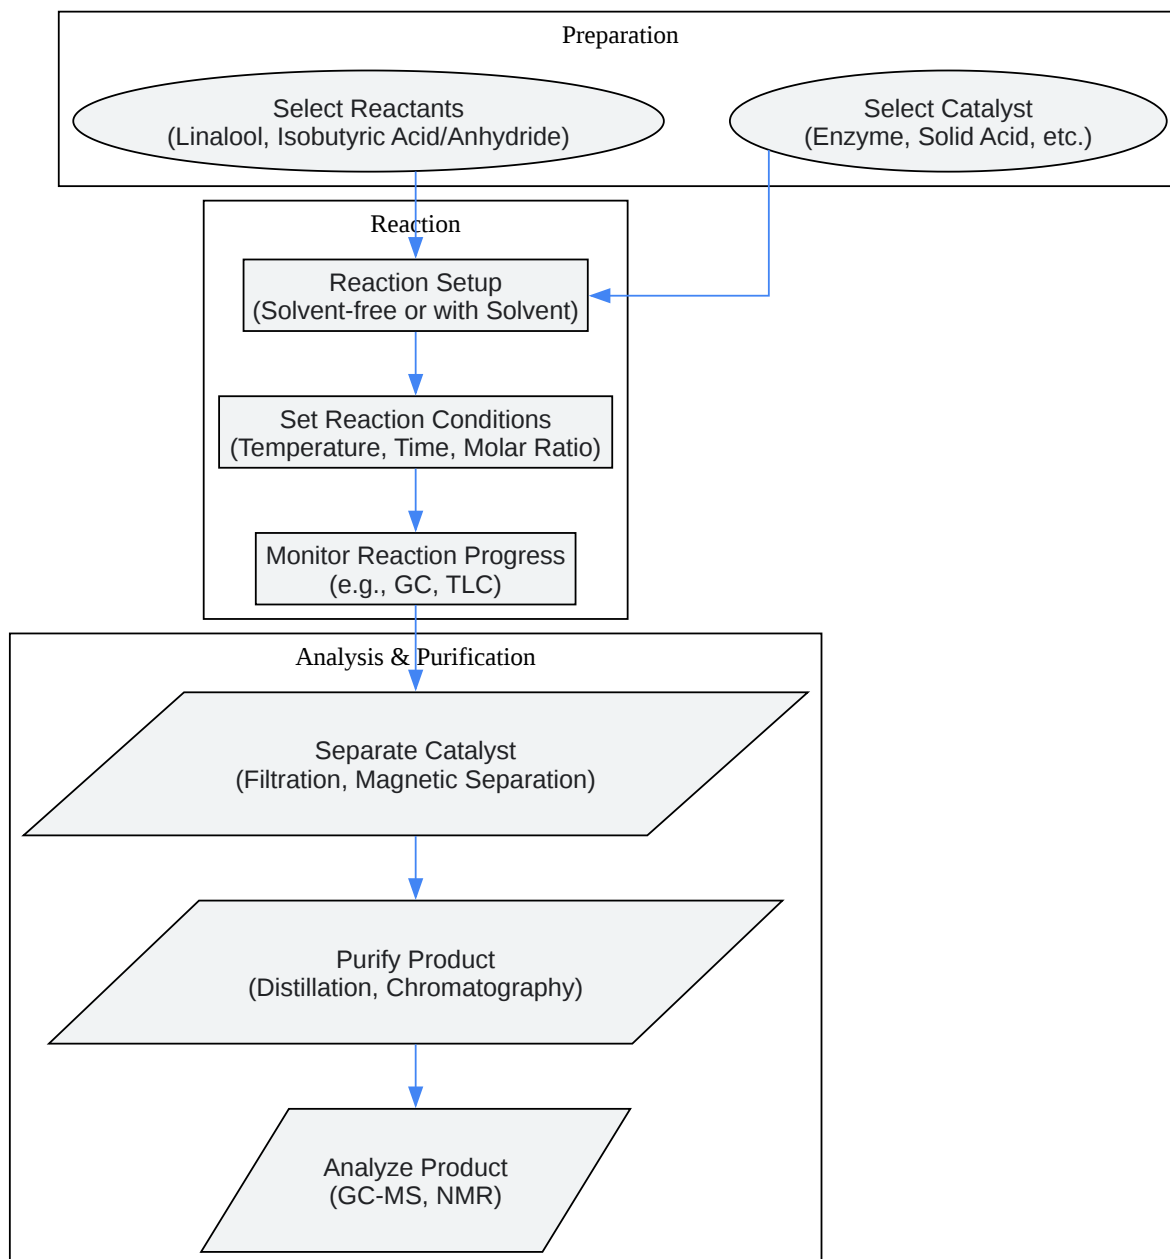 Preparation
Select Reactants
(Linalool, Isobutyric Acid/Anhydride)
Select Catalyst
(Enzyme, Solid Acid, etc.)
Reaction
Reaction Setup
(Solvent-free or with Solvent)
Set Reaction Conditions
(Temperature, Time, Molar Ratio)
Monitor Reaction Progress
(e.g., GC, TLC)
Analysis & Purification
Separate Catalyst
(Filtration, Magnetic Separation)
Purify Product
(Distillation, Chromatography)
Analyze Product
(GC-MS, NMR)